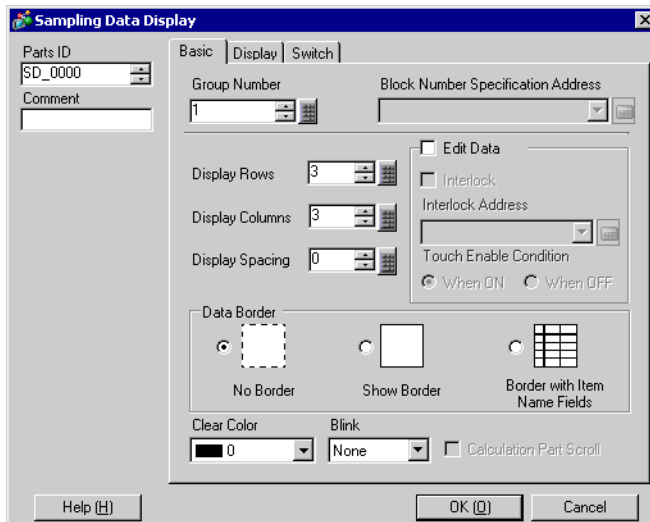 Sampling Data Display
Parts ID
SD_0000
Comment
Basic Display Switch
Group Number
1
Block Number Specification Address
Display Rows 3
Display Columns 3
Display Spacing 0
Edit Data
Interlock
Interlock Address
Touch Enable Condition
When ON When OFF
Data Border
No Border
Show Border
Border with Item
Name Fields
Clear Color
0
Blink
None
Calculation Part Scroll
Help (H)
OK (O)
Cancel